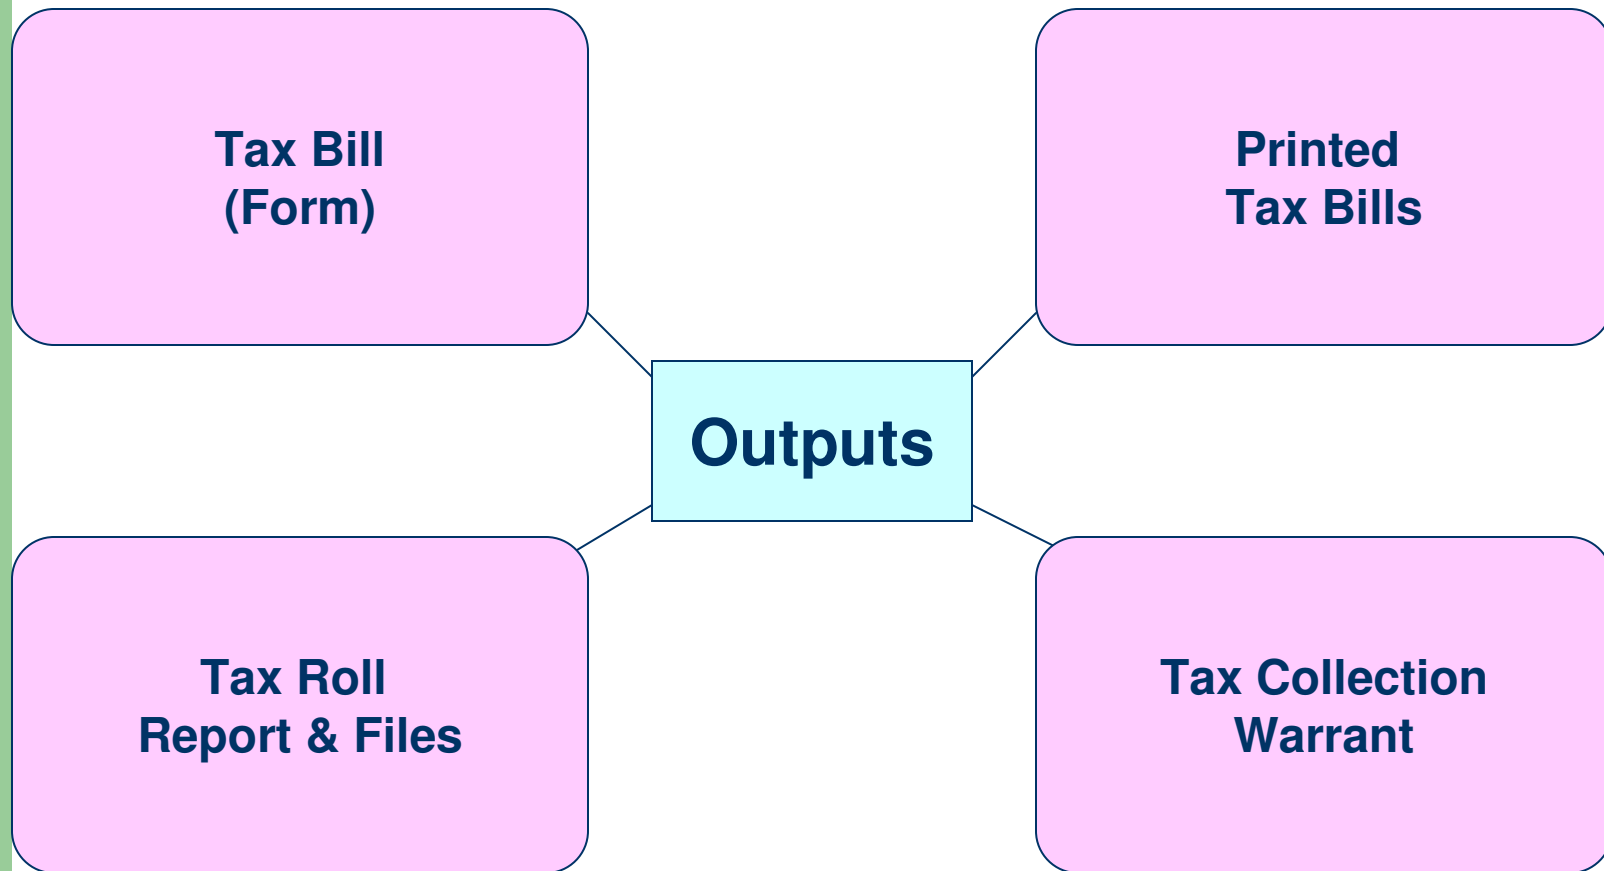 Tax Bill
(Form)
Printed
Tax Bills
Outputs
Tax Roll
Report & Files
Tax Collection
Warrant